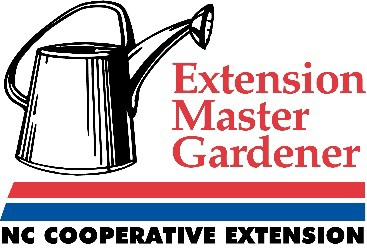 Extension
Master
Gardener
NC COOPERATIVE EXTENSION